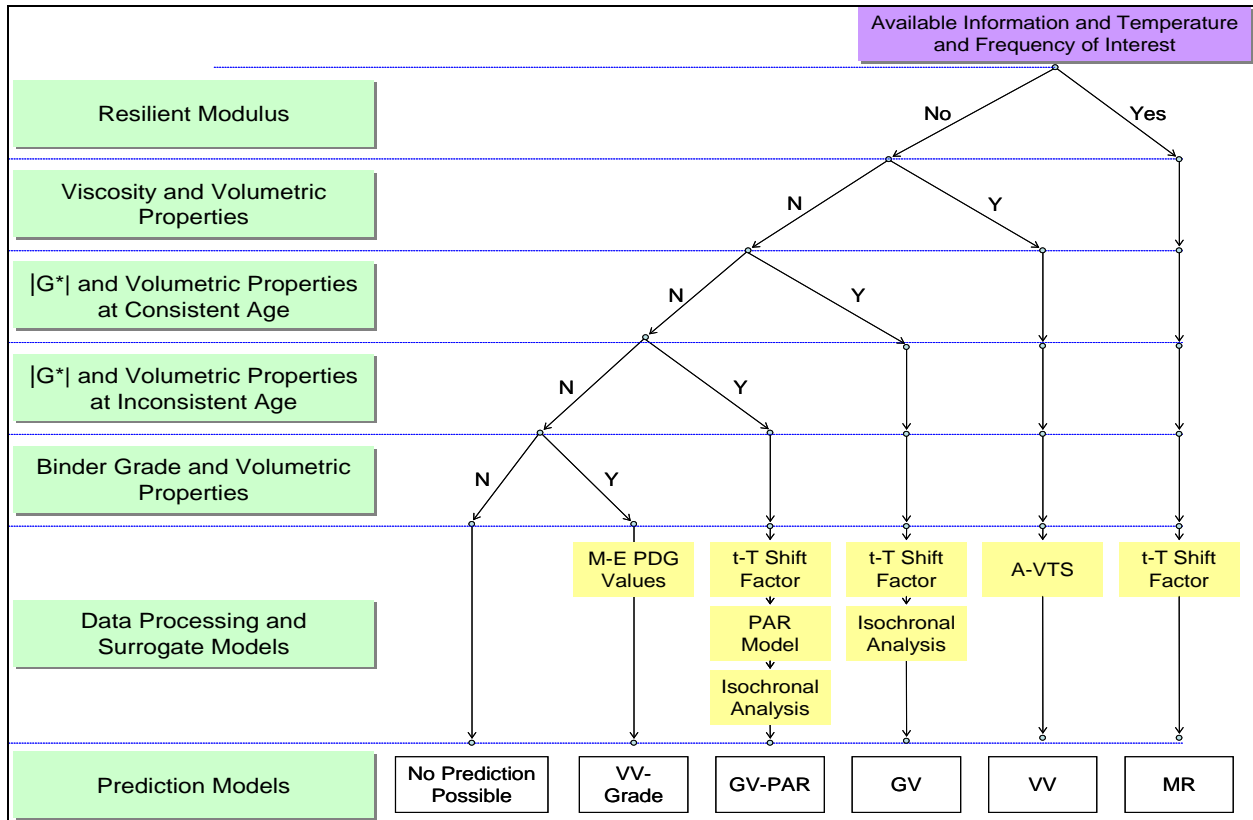 Available Information and Temperature
and Frequency of Interest
Resilient Modulus
No
Yes
Viscosity and Volumetric
Properties
N
Y
|G*| and Volumetric Properties
at Consistent Age
N
Y
|G*| and Volumetric Properties
at Inconsistent Age
N
Y
Binder Grade and Volumetric
Properties
N
Y
Data Processing and
Surrogate Models
M-E PDG
Values
t-T Shift
Factor
PAR
Model
Isochronal
Analysis
t-T Shift
Factor
Isochronal
Analysis
A-VTS
t-T Shift
Factor
Prediction Models
No Prediction
Possible
VV-
Grade
GV-PAR
GV
VV
MR